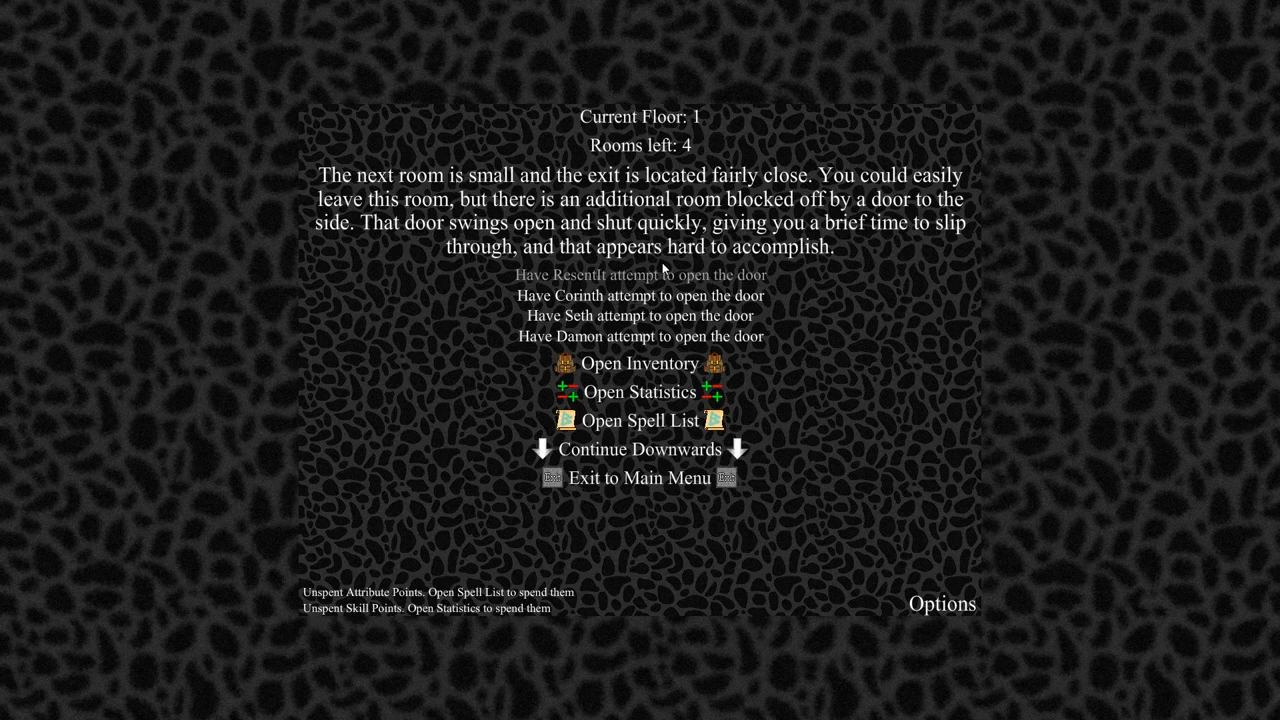 Current Floor: 1
Rooms left: 4
The next room is small and the exit is located fairly close. You could easily
leave this room, but there is an additional room blocked off by a door to the
side. That door swings open and shut quickly, giving you a brief time to slip
through, and that appears hard to accomplish.
Have ResentIt attempt to open the door
Have Corinth attempt to open the door
Have Seth attempt to open the door
Have Damon attempt to open the door
Open Inventory
Open Statistics
Open Spell List
Continue Downwards
Exit Exit to Main Menu Exit
Unspent Attribute Points. Open Spell List to spend them
Unspent Skill Points. Open Statistics to spend them
Options